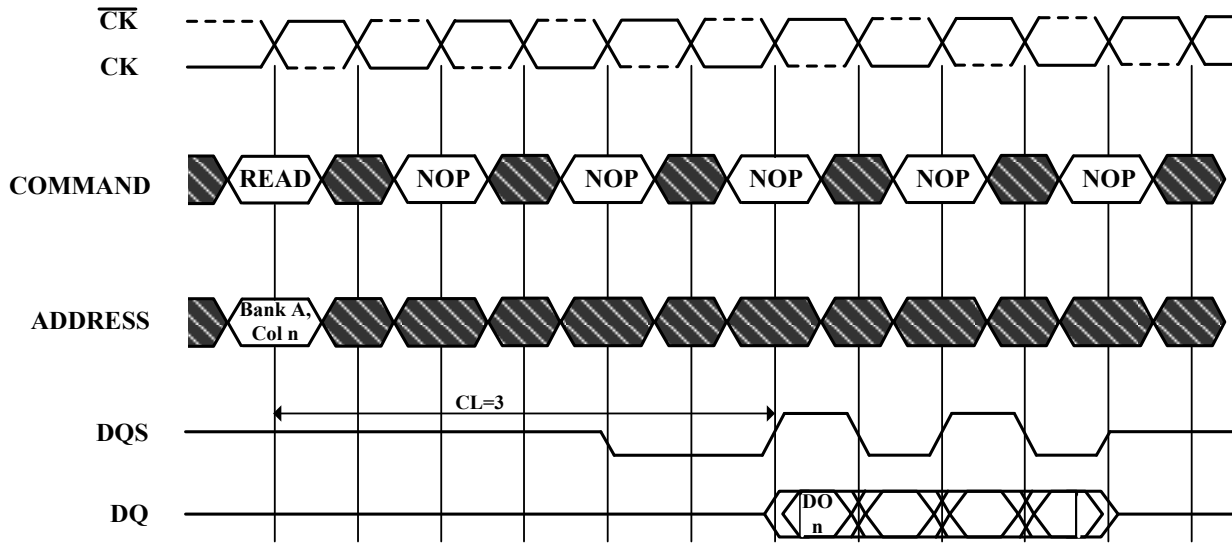 CK
CK
COMMAND
READ NOP NOP NOP NOP NOP
ADDRESS
Bank A,
Col n
CL=3
DQS
DQ
DO
n